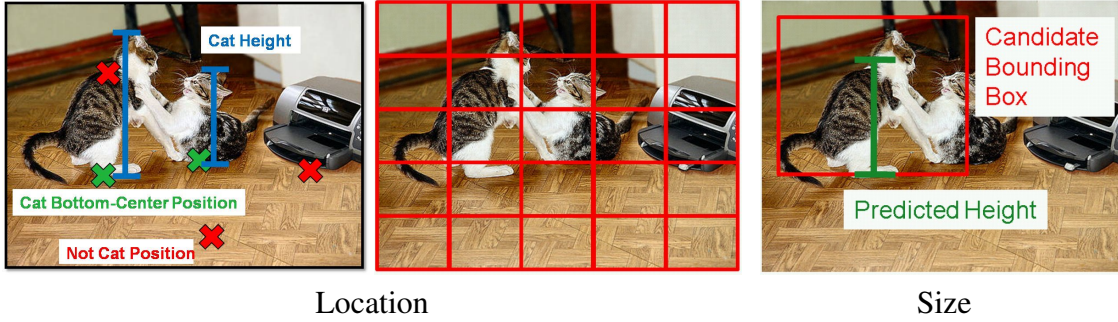 Cat Height
Cat Bottom-Center Position
Not Cat Position
Candidate
Bounding
Box
Predicted Height
Location
Size